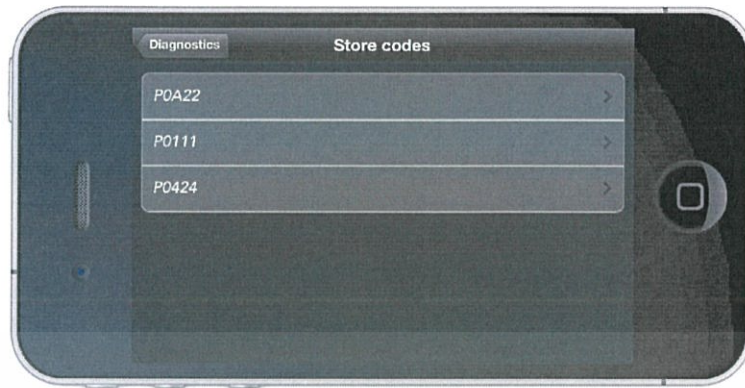 Diagnostics
Store codes
P0A22
P0111
P0424